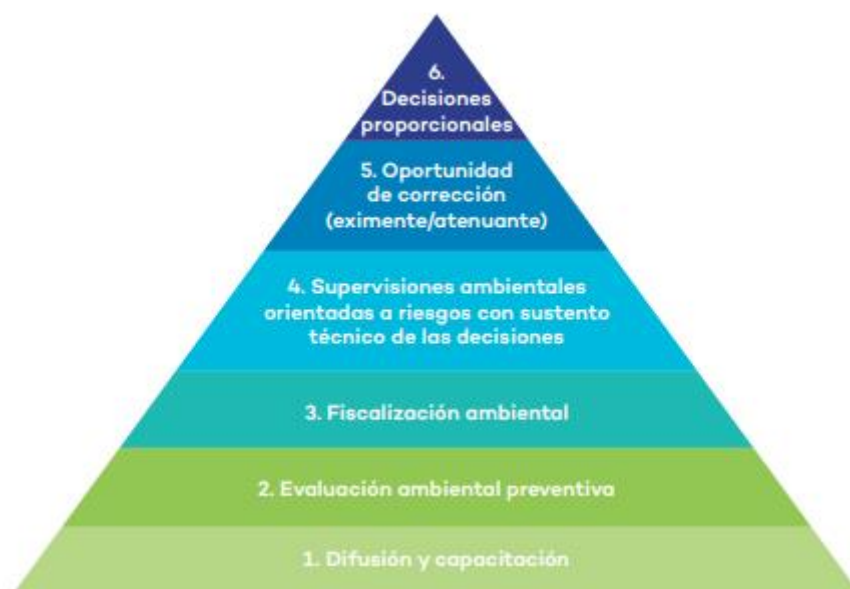 6.
Decisiones
proporcionales
5. Oportunidad
de corrección
(eximente/atenuante)
4. Supervisiones ambientales
orientadas a riesgos con sustento
técnico de las decisiones
3. Fiscalización ambiental
2. Evaluación ambiental preventiva
1. Difusión y capacitación